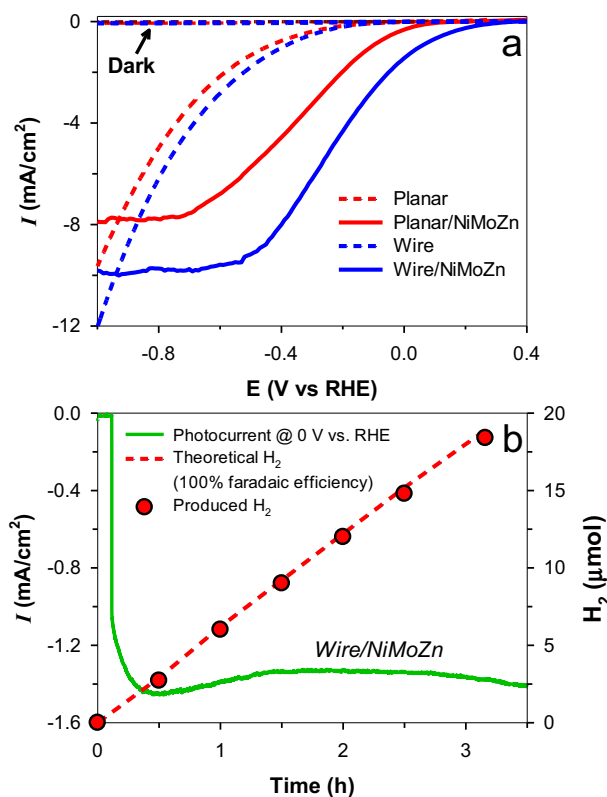 a
0
-4
-8
-12
I (mA/cm²)
Dark
Planar
Planar/NiMoZn
Wire
Wire/NiMoZn
-0.8 -0.4 0.0 0.4
E (V vs RHE)
b
0.0
-0.4
-0.8
-1.2
-1.6
I (mA/cm²)
Photocurrent @ 0 V vs. RHE
Theoretical H₂
(100% faradaic efficiency)
Produced H₂
Wire/NiMoZn
20
15
10
5
0
H₂ (μmol)
0 1 2 3
Time (h)